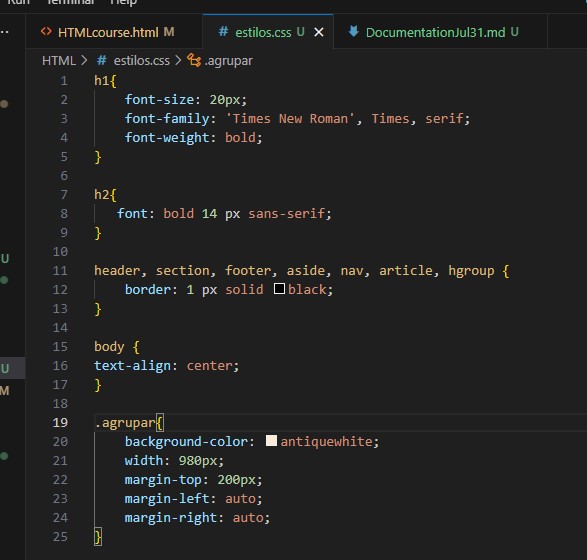 Run Terminal Help
HTMLcourse.html M estilos.css U DocumentationJul31.md U
HTML > # estilos.css > .agrupar
1 h1{
2 font-size: 20px;
3 font-family: 'Times New Roman', Times, serif;
4 font-weight: bold;
5 }
6
7 h2{
8 font: bold 14 px sans-serif;
9 }
10
11 header, section, footer, aside, nav, article, hgroup {
12 border: 1 px solid black;
13 }
14
15 body {
16 text-align: center;
17 }
18
19 .agrupar{
20 background-color: antiquewhite;
21 width: 980px;
22 margin-top: 200px;
23 margin-left: auto;
24 margin-right: auto;
25 }
U
U
M